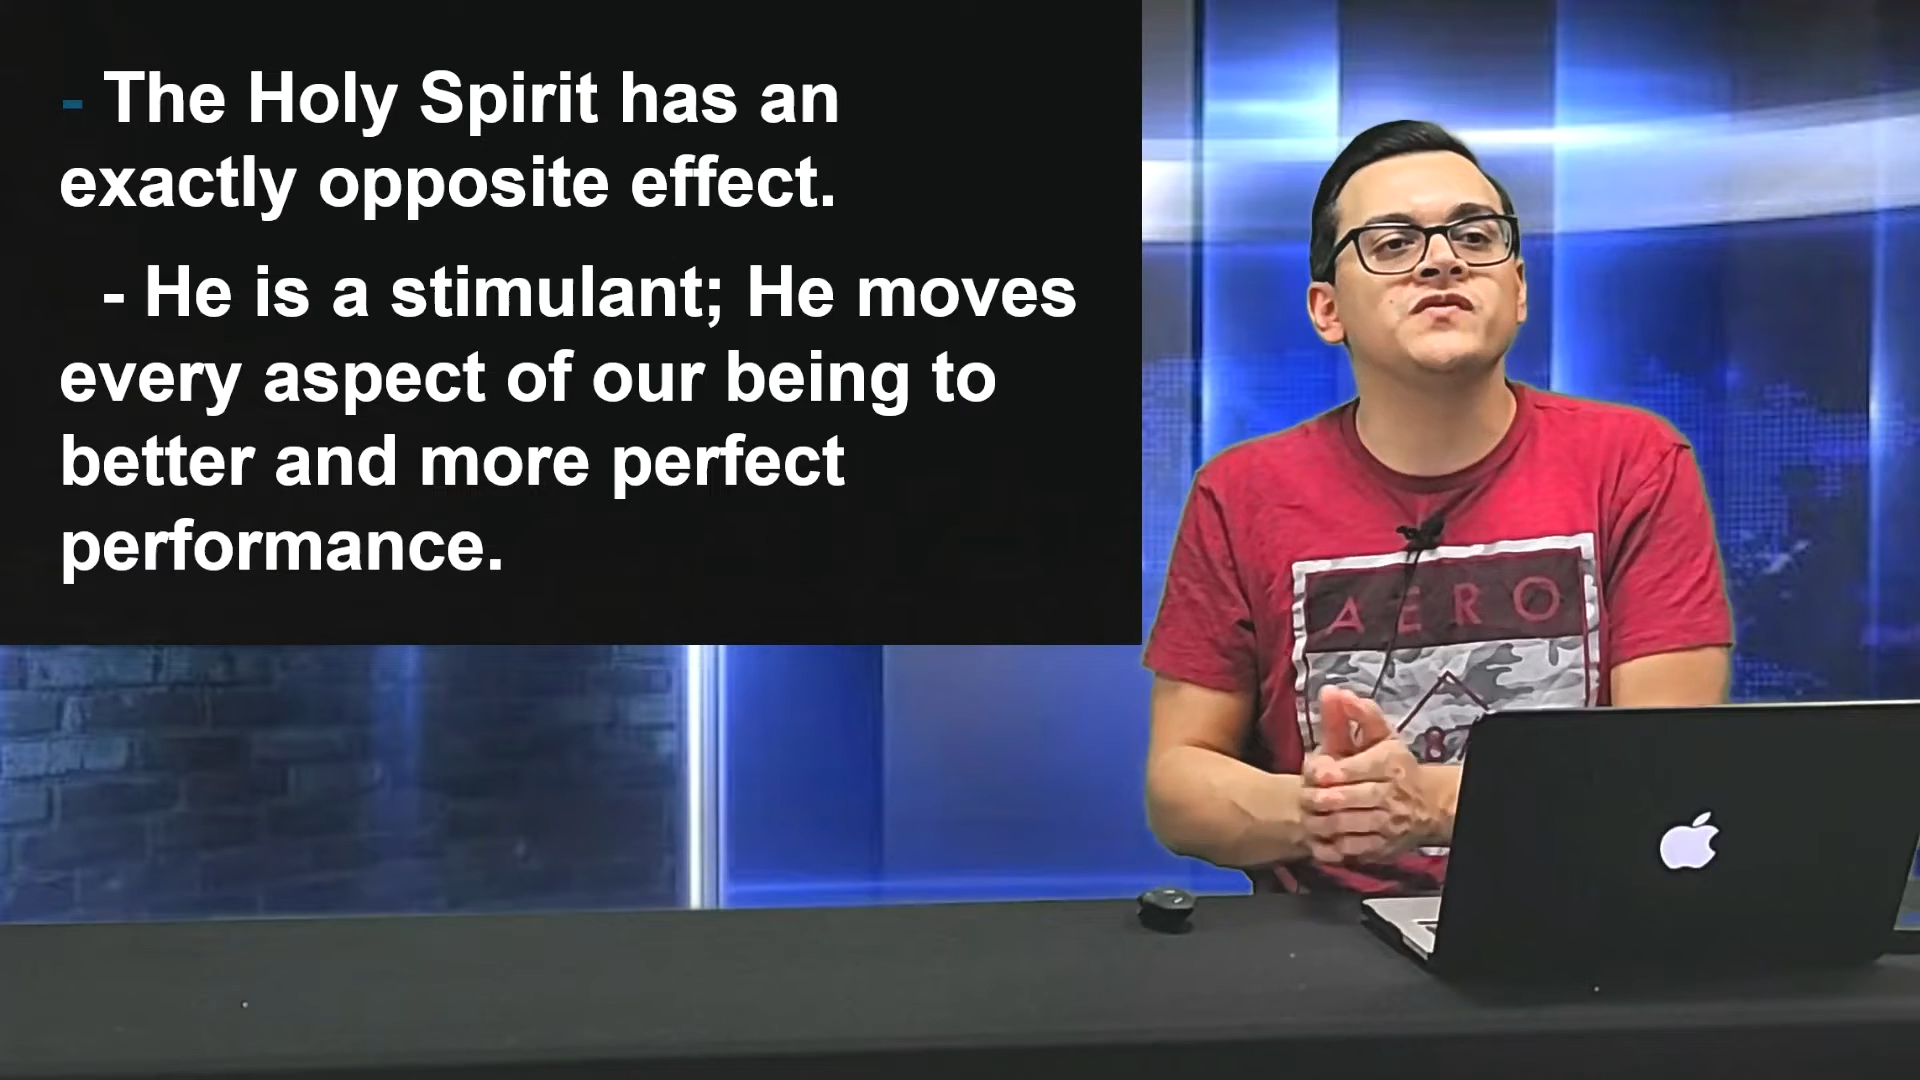 - The Holy Spirit has an
exactly opposite effect.
- He is a stimulant; He moves
every aspect of our being to
better and more perfect
performance.
AERO